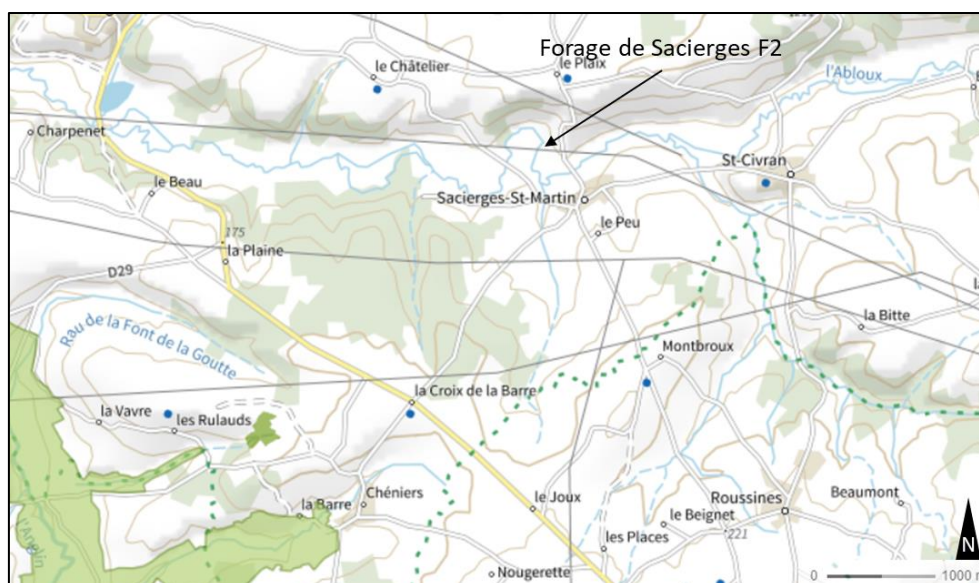 Forage de Sacierges F2
le Châtelier
le Plaix
l'Abloux
Charpenet
St-Civran
le Beau
Sacierges-St-Martin
le Peu
175
la Plaine
D29
la Bitte
Rau de la Font de la Goutte
Montbroux
la Croix de la Barre
la Vavre
les Rulauds
la Barre
Chéniers
le Joux
Roussines
Beaumont
le Beignet
221
les Places
l'Anglin
Nougerette
N
0
1000 m